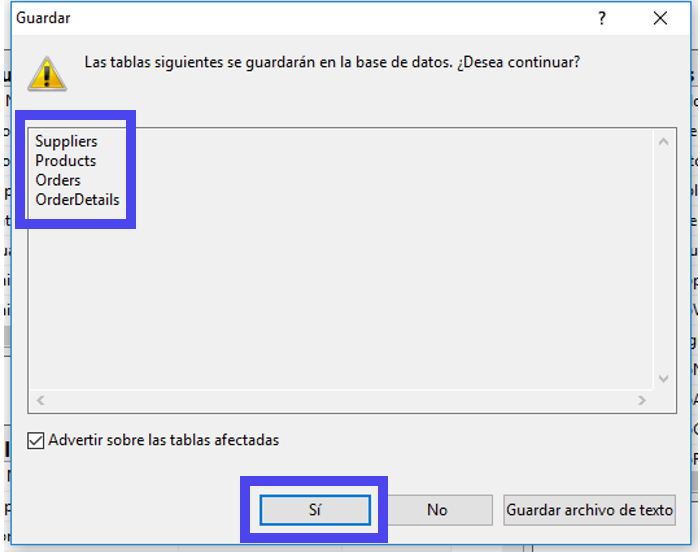 Guardar
?
Las tablas siguientes se guardarán en la base de datos. ¿Desea continuar?
Suppliers
Products
Orders
OrderDetails
Advertir sobre las tablas afectadas
Sí
No
Guardar archivo de texto